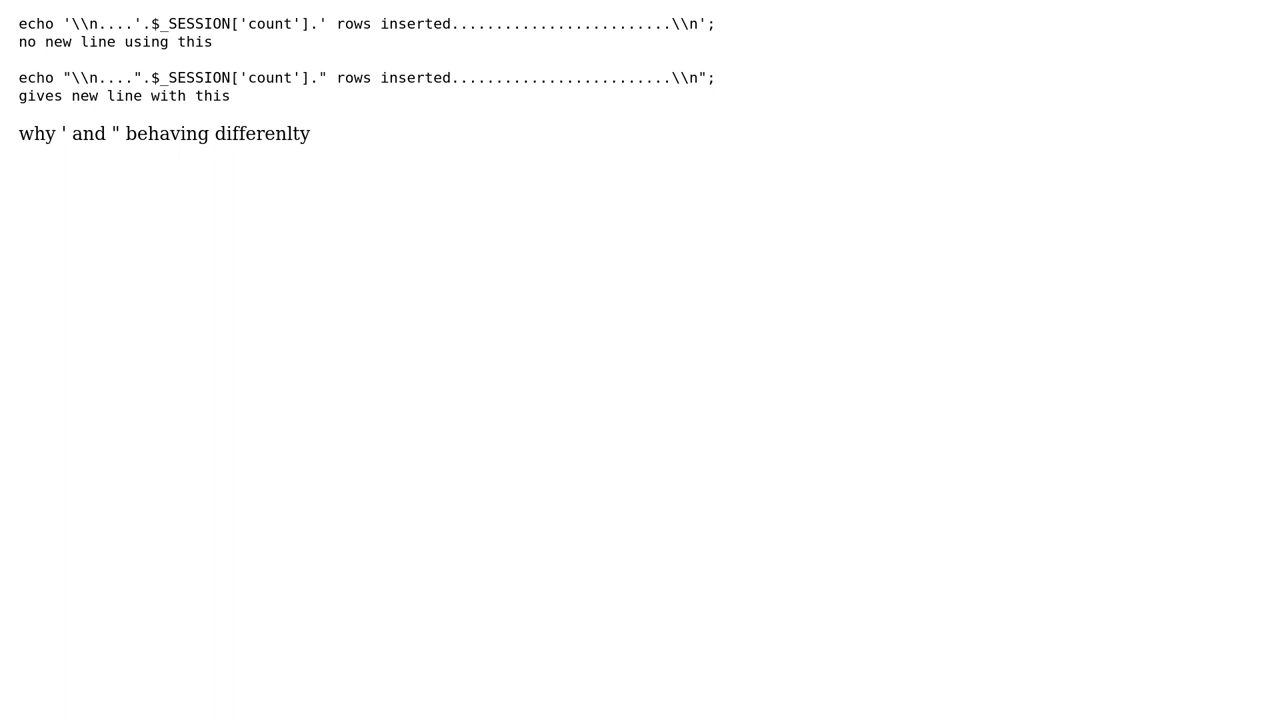 echo '\\n....'.$_SESSION['count'].' rows inserted.........................\\n';
no new line using this
echo "\\n....".$_SESSION['count']." rows inserted.........................\\n";
gives new line with this
why ' and " behaving differenlty